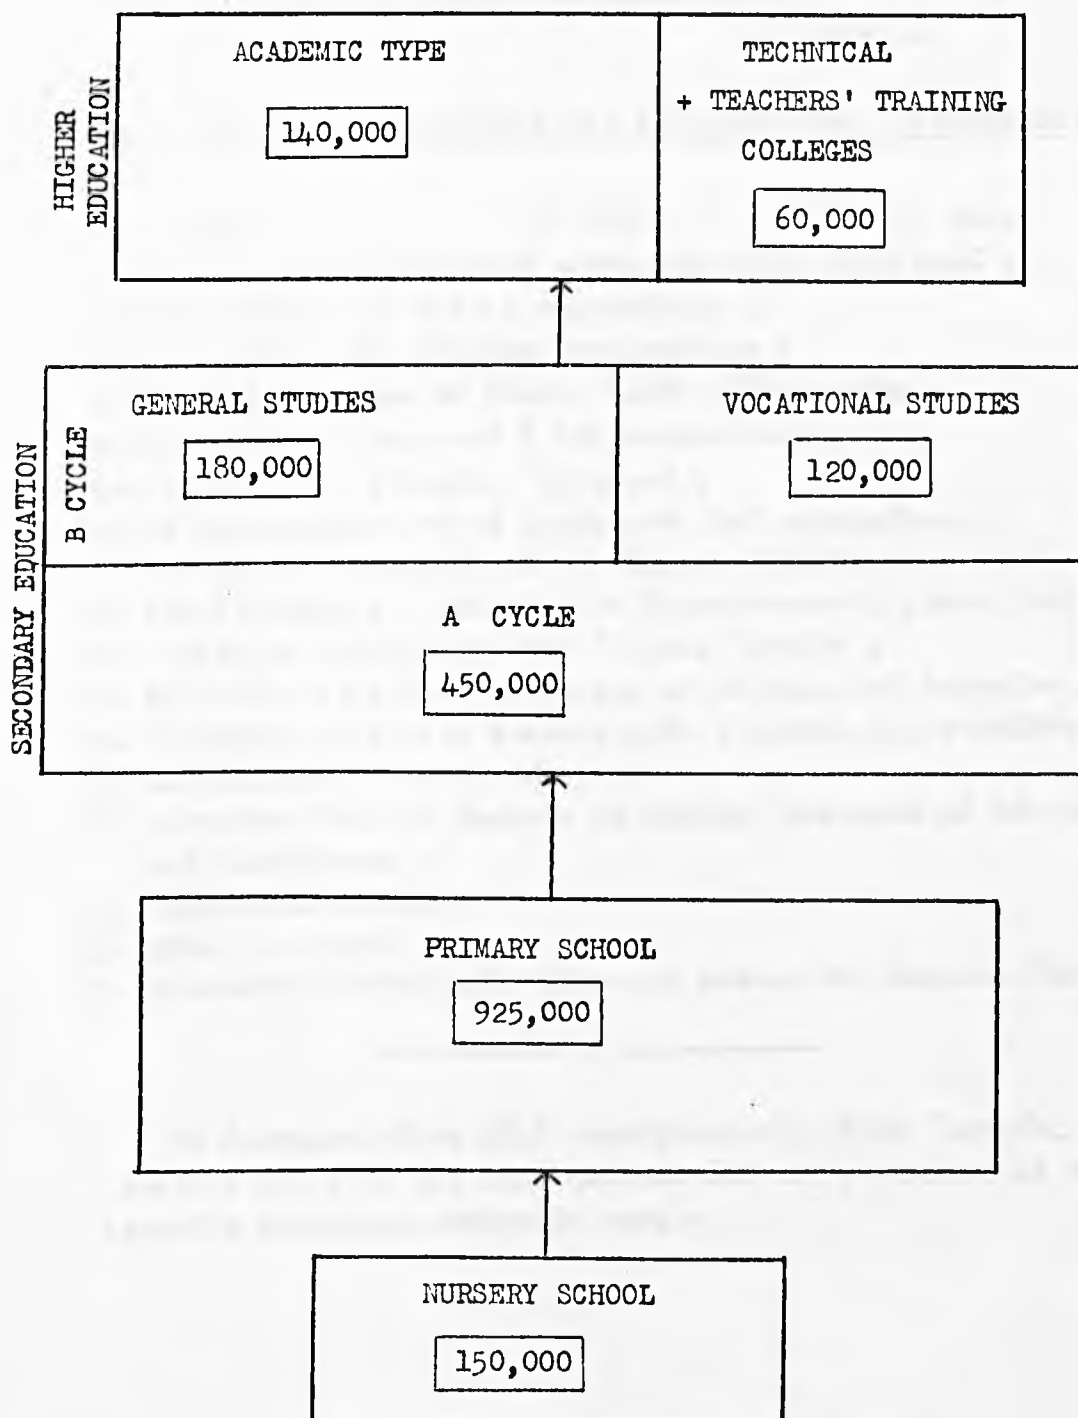 HIGHER
EDUCATION
ACADEMIC TYPE
140,000
TECHNICAL
+ TEACHERS' TRAINING
COLLEGES
60,000
SECONDARY EDUCATION
B CYCLE
GENERAL STUDIES
180,000
VOCATIONAL STUDIES
120,000
A CYCLE
450,000
PRIMARY SCHOOL
925,000
NURSERY SCHOOL
150,000